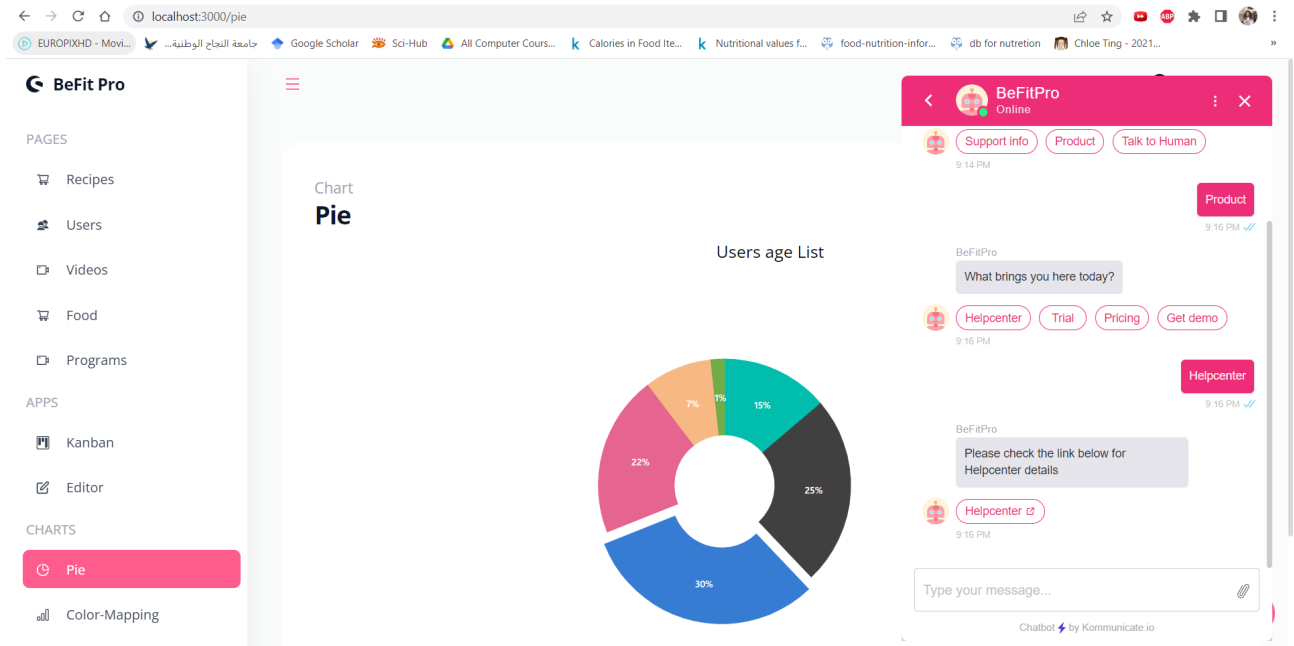 localhost:3000/pie
EUROPIXHD - Movi...
جامعة النجاح الوطنية...
Google Scholar
Sci-Hub
All Computer Cours...
Calories in Food Ite...
Nutritional values f...
food-nutrition-infor...
db for nutretion
Chloe Ting - 2021...
»
ABP
BeFit Pro
PAGES
Recipes
Users
Videos
Food
Programs
APPS
Kanban
Editor
CHARTS
Pie
Color-Mapping
Chart
Pie
Users age List
7%
1%
15%
22%
25%
30%
BeFitPro
Online
Support info
Product
Talk to Human
9:14 PM
Product
9:16 PM
BeFitPro
What brings you here today?
Helpcenter
Trial
Pricing
Get demo
9:16 PM
Helpcenter
9:16 PM
BeFitPro
Please check the link below for
Helpcenter details
Helpcenter
9:16 PM
Type your message...
Chatbot by Kommunicate.io